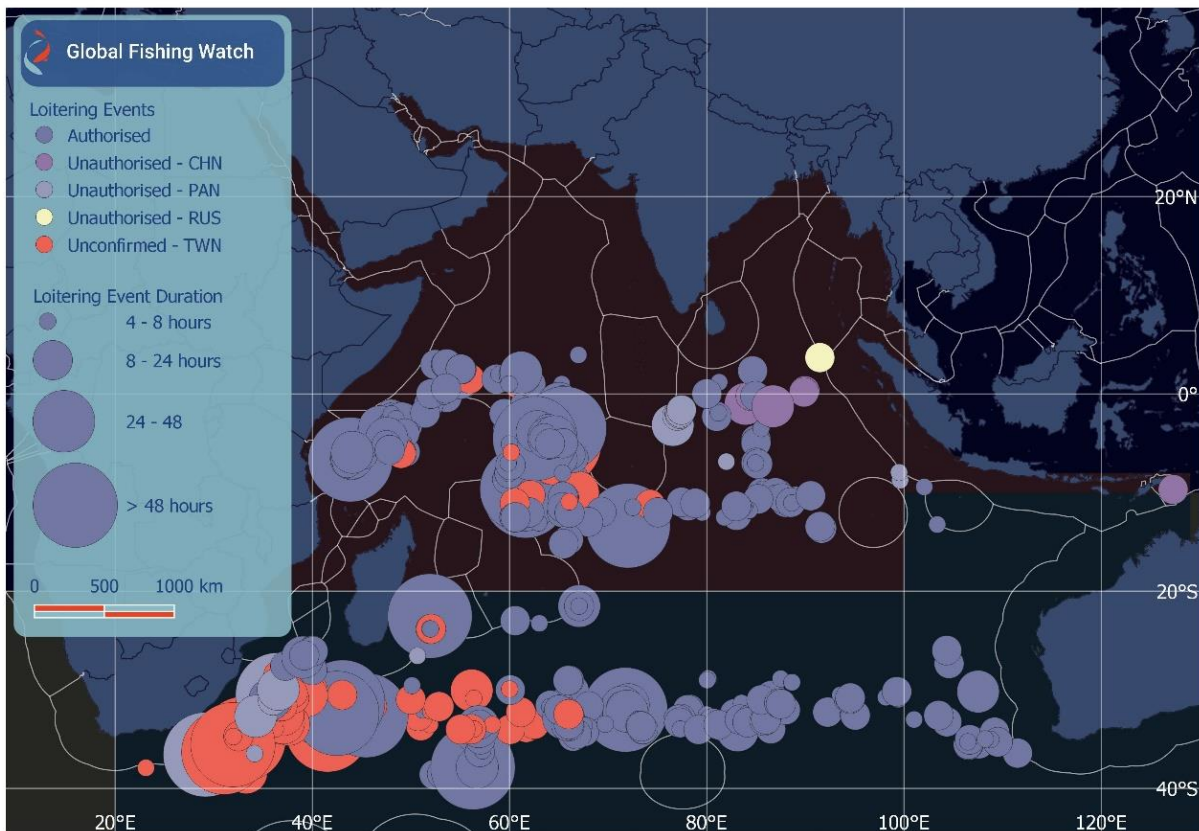 Global Fishing Watch
Loitering Events
Authorised
Unauthorised - CHN
Unauthorised - PAN
Unauthorised - RUS
Unconfirmed - TWN
Loitering Event Duration
4 - 8 hours
8 - 24 hours
24 - 48
> 48 hours
0 500 1000 km
20°N
0°
20°S
40°S
20°E 40°E 60°E 80°E 100°E 120°E